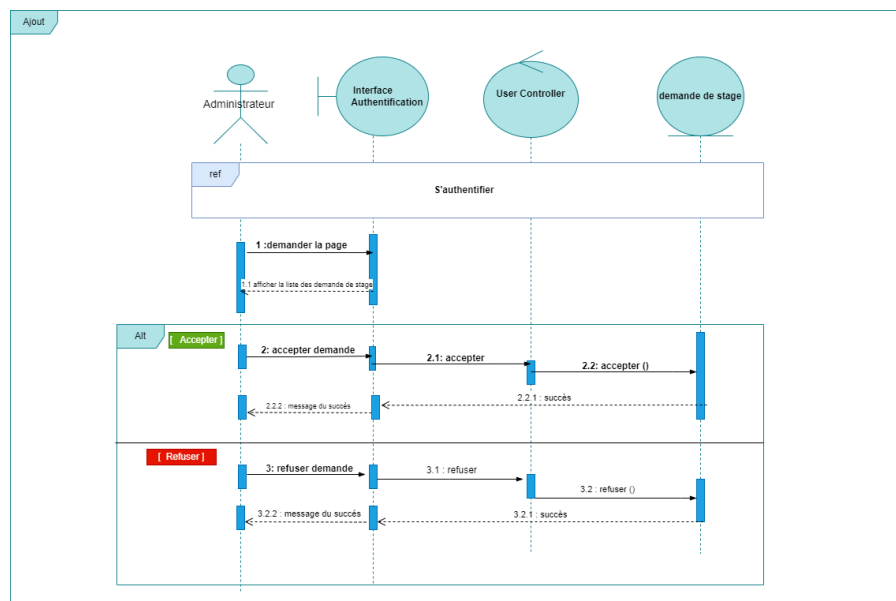 Ajout
Administrateur
Interface
Authentification
User Controller
demande de stage
ref
S'authentifier
1 :demander la page
1.1 afficher la liste des demande de stage
Alt
[ Accepter ]
2: accepter demande
2.1: accepter
2.2: accepter ()
2.2.1 : succès
2.2.2 : message du succès
[ Refuser ]
3: refuser demande
3.1 : refuser
3.2 : refuser ()
3.2.1 : succès
3.2.2 : message du succés